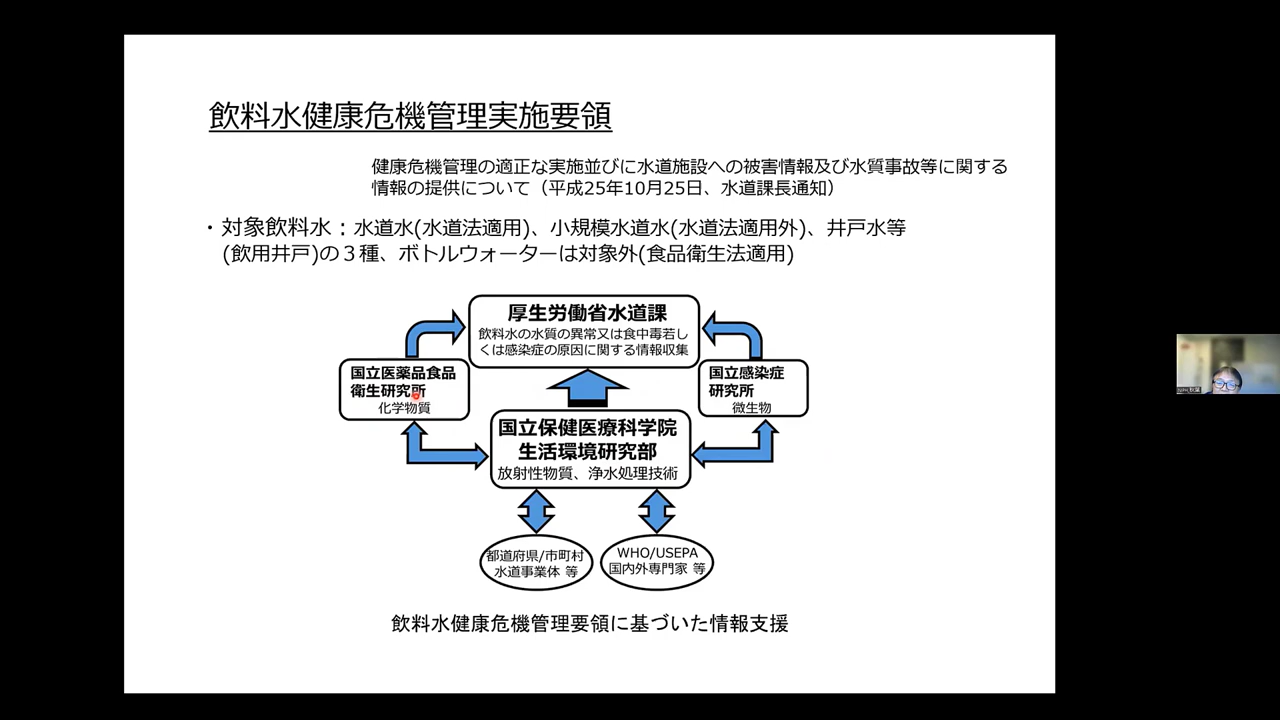 飲料水健康危機管理実施要領
健康危機管理の適正な実施並びに水道施設への被害情報及び水質事故等に関する
情報の提供について（平成25年10月25日、水道課長通知）
・対象飲料水：水道水(水道法適用)、小規模水道水(水道法適用外)、井戸水等
(飲用井戸)の３種、ボトルウォーターは対象外(食品衛生法適用)
厚生労働省水道課
飲料水の水質の異常又は食中毒若し
くは感染症の原因に関する情報収集
国立医薬品食品
衛生研究所
化学物質
国立感染症
研究所
微生物
国立保健医療科学院
生活環境研究部
放射性物質、浄水処理技術
都道府県/市町村
水道事業体 等
WHO/USEPA
国内外専門家 等
飲料水健康危機管理要領に基づいた情報支援